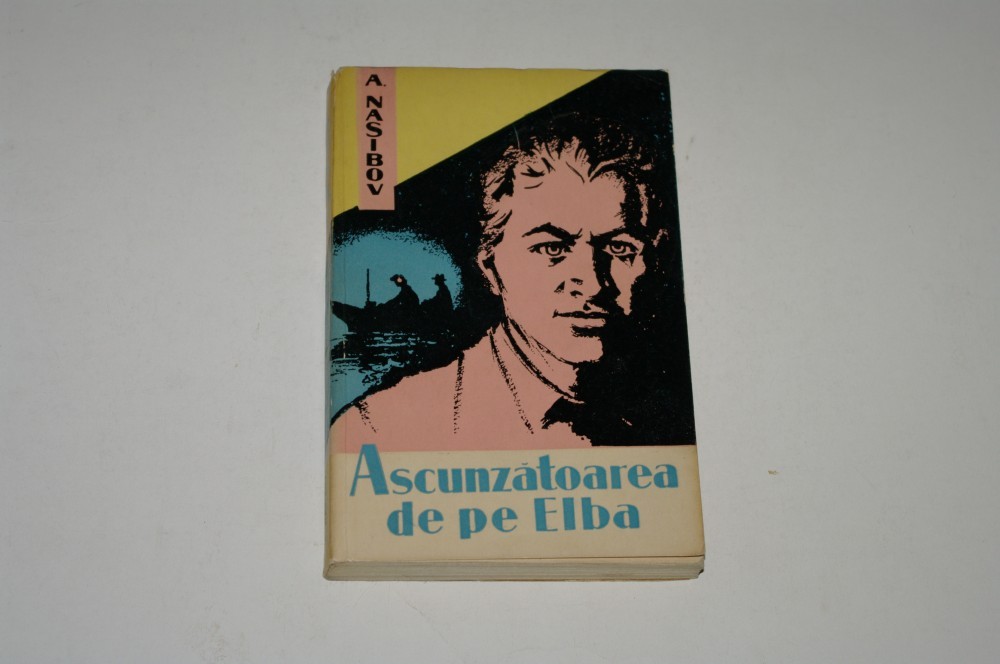 A. NASIBOV
Ascunzătoarea
de pe Elba